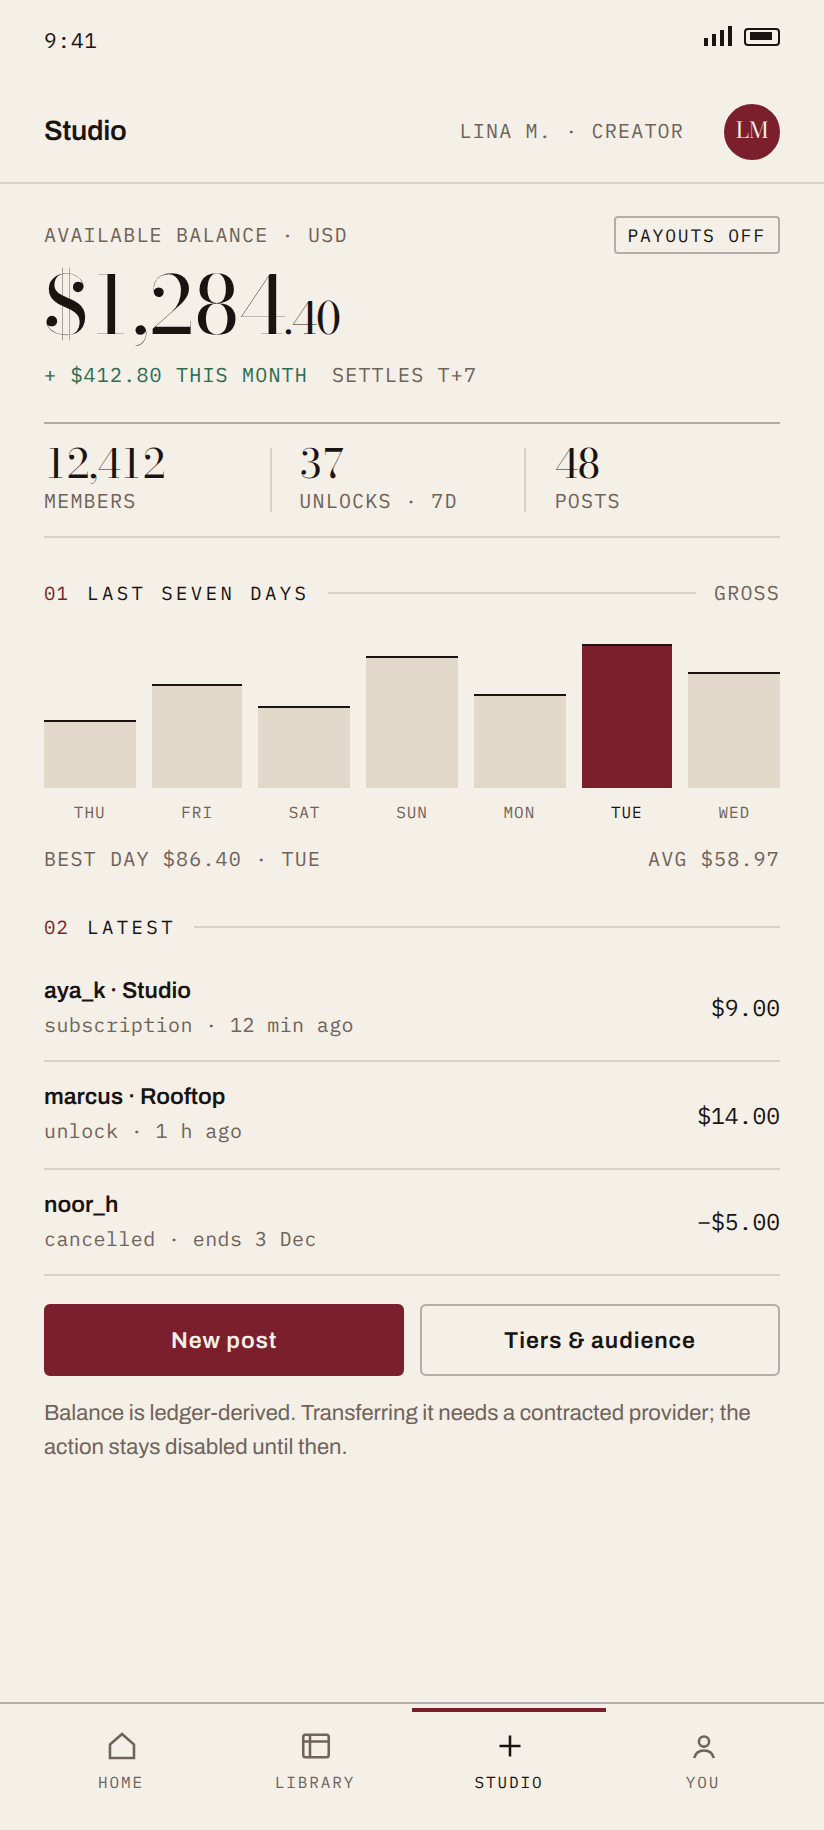 9:41
Studio
LINA M. · CREATOR
LM
AVAILABLE BALANCE · USD
PAYOUTS OFF
$1,284.40
+ $412.80 THIS MONTH SETTLES T+7
12,412
MEMBERS
37
UNLOCKS · 7D
48
POSTS
01 LAST SEVEN DAYS
GROSS
THU FRI SAT SUN MON TUE WED
BEST DAY $86.40 · TUE
AVG $58.97
02 LATEST
aya_k · Studio
subscription · 12 min ago
$9.00
marcus · Rooftop
unlock · 1 h ago
$14.00
noor_h
cancelled · ends 3 Dec
−$5.00
New post
Tiers & audience
Balance is ledger-derived. Transferring it needs a contracted provider; the
action stays disabled until then.
HOME LIBRARY STUDIO YOU